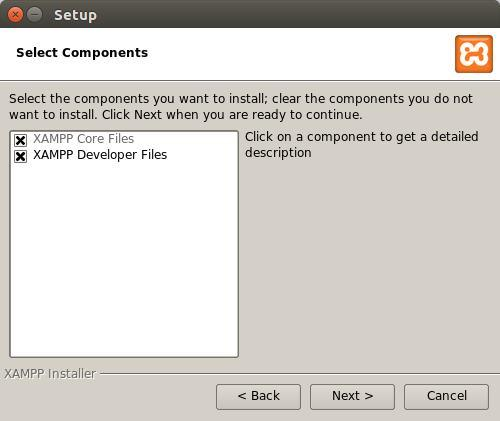 Setup
Select Components
Select the components you want to install; clear the components you do not
want to install. Click Next when you are ready to continue.
XAMPP Core Files
XAMPP Developer Files
Click on a component to get a detailed
description
XAMPP Installer
< Back
Next >
Cancel